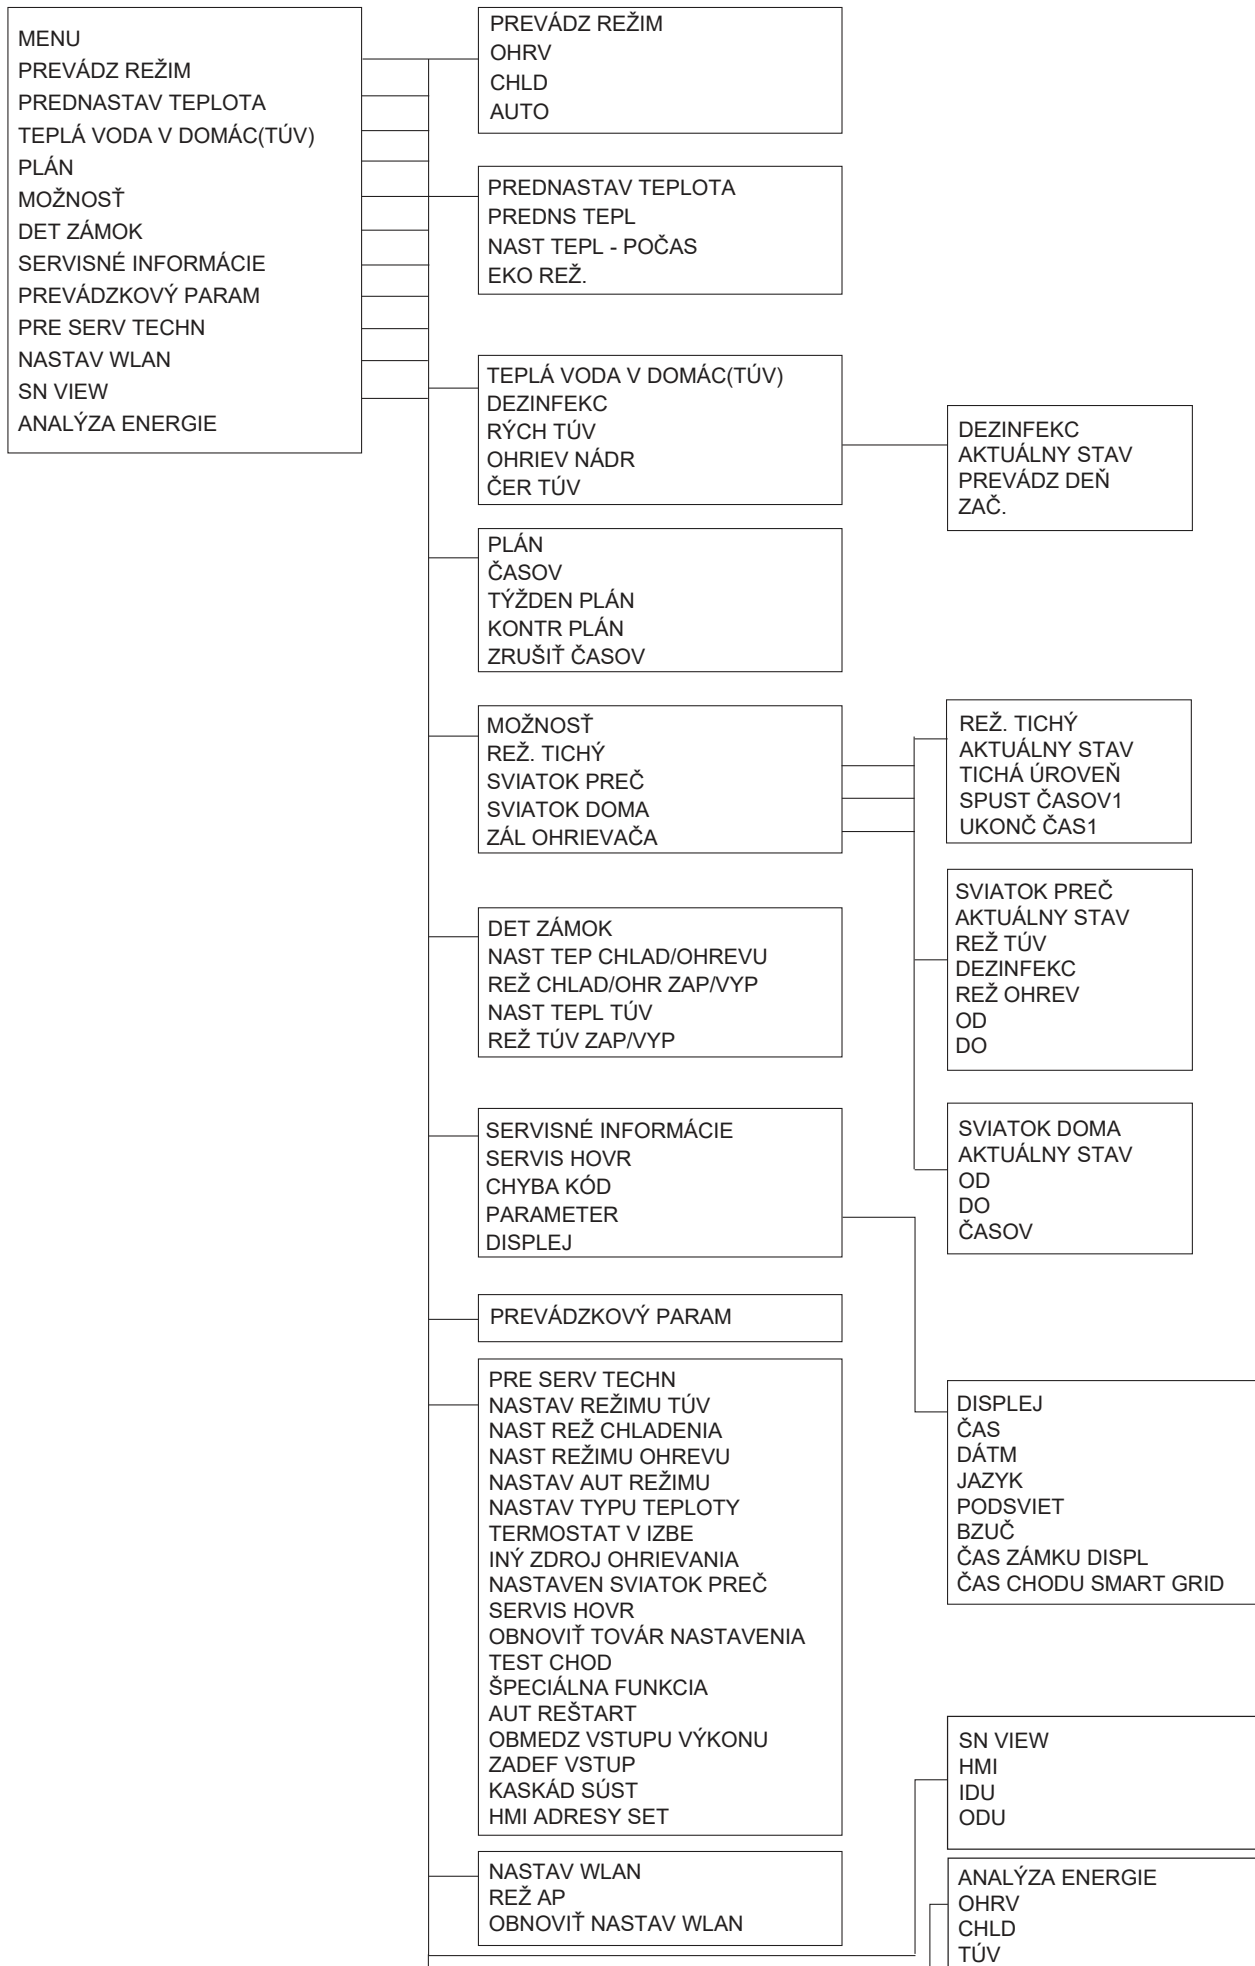 MENU
PREVÁDZ REŽIM
PREDNASTAV TEPLOTA
TEPLÁ VODA V DOMÁC(TÚV)
PLÁN
MOŽNOSŤ
DET ZÁMOK
SERVISNÉ INFORMÁCIE
PREVÁDZKOVÝ PARAM
PRE SERV TECHN
NASTAV WLAN
SN VIEW
ANALÝZA ENERGIE
PREVÁDZ REŽIM
OHRV
CHLD
AUTO
PREDNASTAV TEPLOTA
PREDNS TEPL
NAST TEPL - POČAS
EKO REŽ.
TEPLÁ VODA V DOMÁC(TÚV)
DEZINFEKC
RÝCH TÚV
OHRIEV NÁDR
ČER TÚV
DEZINFEKC
AKTUÁLNY STAV
PREVÁDZ DEŇ
ZAČ.
PLÁN
ČASOV
TÝŽDEN PLÁN
KONTR PLÁN
ZRUŠIŤ ČASOV
MOŽNOSŤ
REŽ. TICHÝ
SVIATOK PREČ
SVIATOK DOMA
ZÁL OHRIEVAČA
REŽ. TICHÝ
AKTUÁLNY STAV
TICHÁ ÚROVEŇ
SPUST ČASOV1
UKONČ ČAS1
SVIATOK PREČ
AKTUÁLNY STAV
REŽ TÚV
DEZINFEKC
REŽ OHREV
OD
DO
SVIATOK DOMA
AKTUÁLNY STAV
OD
DO
ČASOV
DET ZÁMOK
NAST TEP CHLAD/OHREVU
REŽ CHLAD/OHR ZAP/VYP
NAST TEPL TÚV
REŽ TÚV ZAP/VYP
SERVISNÉ INFORMÁCIE
SERVIS HOVR
CHYBA KÓD
PARAMETER
DISPLEJ
DISPLEJ
ČAS
DÁTM
JAZYK
PODSVIET
BZUČ
ČAS ZÁMKU DISPL
ČAS CHODU SMART GRID
PREVÁDZKOVÝ PARAM
PRE SERV TECHN
NASTAV REŽIMU TÚV
NAST REŽ CHLADENIA
NAST REŽIMU OHREVU
NASTAV AUT REŽIMU
NASTAV TYPU TEPLOTY
TERMOSTAT V IZBE
INÝ ZDROJ OHRIEVANIA
NASTAVEN SVIATOK PREČ
SERVIS HOVR
OBNOVIŤ TOVÁR NASTAVENIA
TEST CHOD
ŠPECIÁLNA FUNKCIA
AUT REŠTART
OBMEDZ VSTUPU VÝKONU
ZADEF VSTUP
KASKÁD SÚST
HMI ADRESY SET
NASTAV WLAN
REŽ AP
OBNOVIŤ NASTAV WLAN
SN VIEW
HMI
IDU
ODU
ANALÝZA ENERGIE
OHRV
CHLD
TÚV